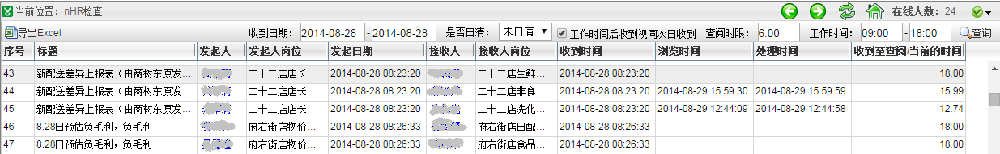 当前位置：nHR检查 在线人数：24
导出Excel 收到日期：2014-08-28 - 2014-08-28 是否日清：未日清 工作时间后收到视同次日收到 查阅时限：6.00 工作时间：09:00 - 18:00 查询
序号 标题 发起人 发起人岗位 发起日期 接收人 接收人岗位 收到时间 浏览时间 处理时间 收到至查阅/当前的时间
43 新配送差异上报表（由商树东原发... 二十二店店长 2014-08-28 08:23:20 二十二店生鲜... 2014-08-28 08:23:20 18.00
44 新配送差异上报表（由商树东原发... 二十二店店长 2014-08-28 08:23:20 二十二店非食... 2014-08-28 08:23:20 2014-08-29 15:59:30 2014-08-29 15:59:59 15.99
45 新配送差异上报表（由商树东原发... 二十二店店长 2014-08-28 08:23:20 二十二店洗化... 2014-08-28 08:23:20 2014-08-29 12:44:09 2014-08-29 12:44:58 12.74
46 8.28日预估负毛利，负毛利 府右街店物价... 2014-08-28 08:26:33 府右街店日配... 2014-08-28 08:26:33 18.00
47 8.28日预估负毛利，负毛利 府右街店物价... 2014-08-28 08:26:33 府右街店食品... 2014-08-28 08:26:33 18.00